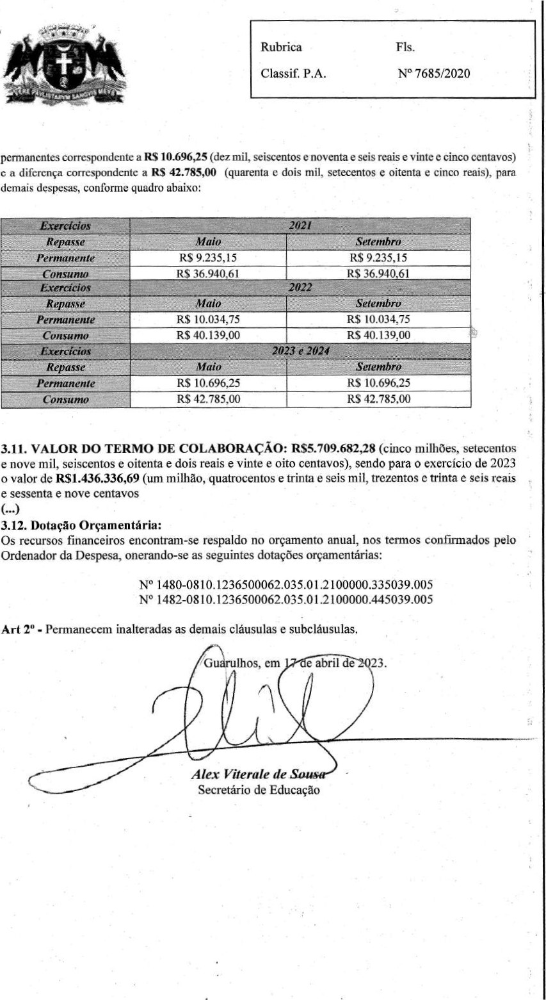 Rubrica Fls.
Classif. P.A. Nº 7685/2020
permanentes correspondente a R$ 10.696,25 (dez mil, seiscentos e noventa e seis reais e vinte e cinco centavos)
e a diferença correspondente a R$ 42.785,00 (quarenta e dois mil, setecentos e oitenta e cinco reais), para
demais despesas, conforme quadro abaixo:
Exercícios 2021
Repasse Maio Setembro
Permanente R$ 9.235,15 R$ 9.235,15
Consumo R$ 36.940,61 R$ 36.940,61
Exercícios 2022
Repasse Maio Setembro
Permanente R$ 10.034,75 R$ 10.034,75
Consumo R$ 40.139,00 R$ 40.139,00
Exercícios 2023 e 2024
Repasse Maio Setembro
Permanente R$ 10.696,25 R$ 10.696,25
Consumo R$ 42.785,00 R$ 42.785,00
3.11. VALOR DO TERMO DE COLABORAÇÃO: R$5.709.682,28 (cinco milhões, setecentos
e nove mil, seiscentos e oitenta e dois reais e vinte e oito centavos), sendo para o exercício de 2023
o valor de R$1.436.336,69 (um milhão, quatrocentos e trinta e seis mil, trezentos e trinta e seis reais
e sessenta e nove centavos
(...)
3.12. Dotação Orçamentária:
Os recursos financeiros encontram-se respaldo no orçamento anual, nos termos confirmados pelo
Ordenador da Despesa, onerando-se as seguintes dotações orçamentárias:
Nº 1480-0810.1236500062.035.01.2100000.335039.005
Nº 1482-0810.1236500062.035.01.2100000.445039.005
Art 2º - Permanecem inalteradas as demais cláusulas e subcláusulas.
Guarulhos, em 17 de abril de 2023.
Alex Viterale de Sousa
Secretário de Educação